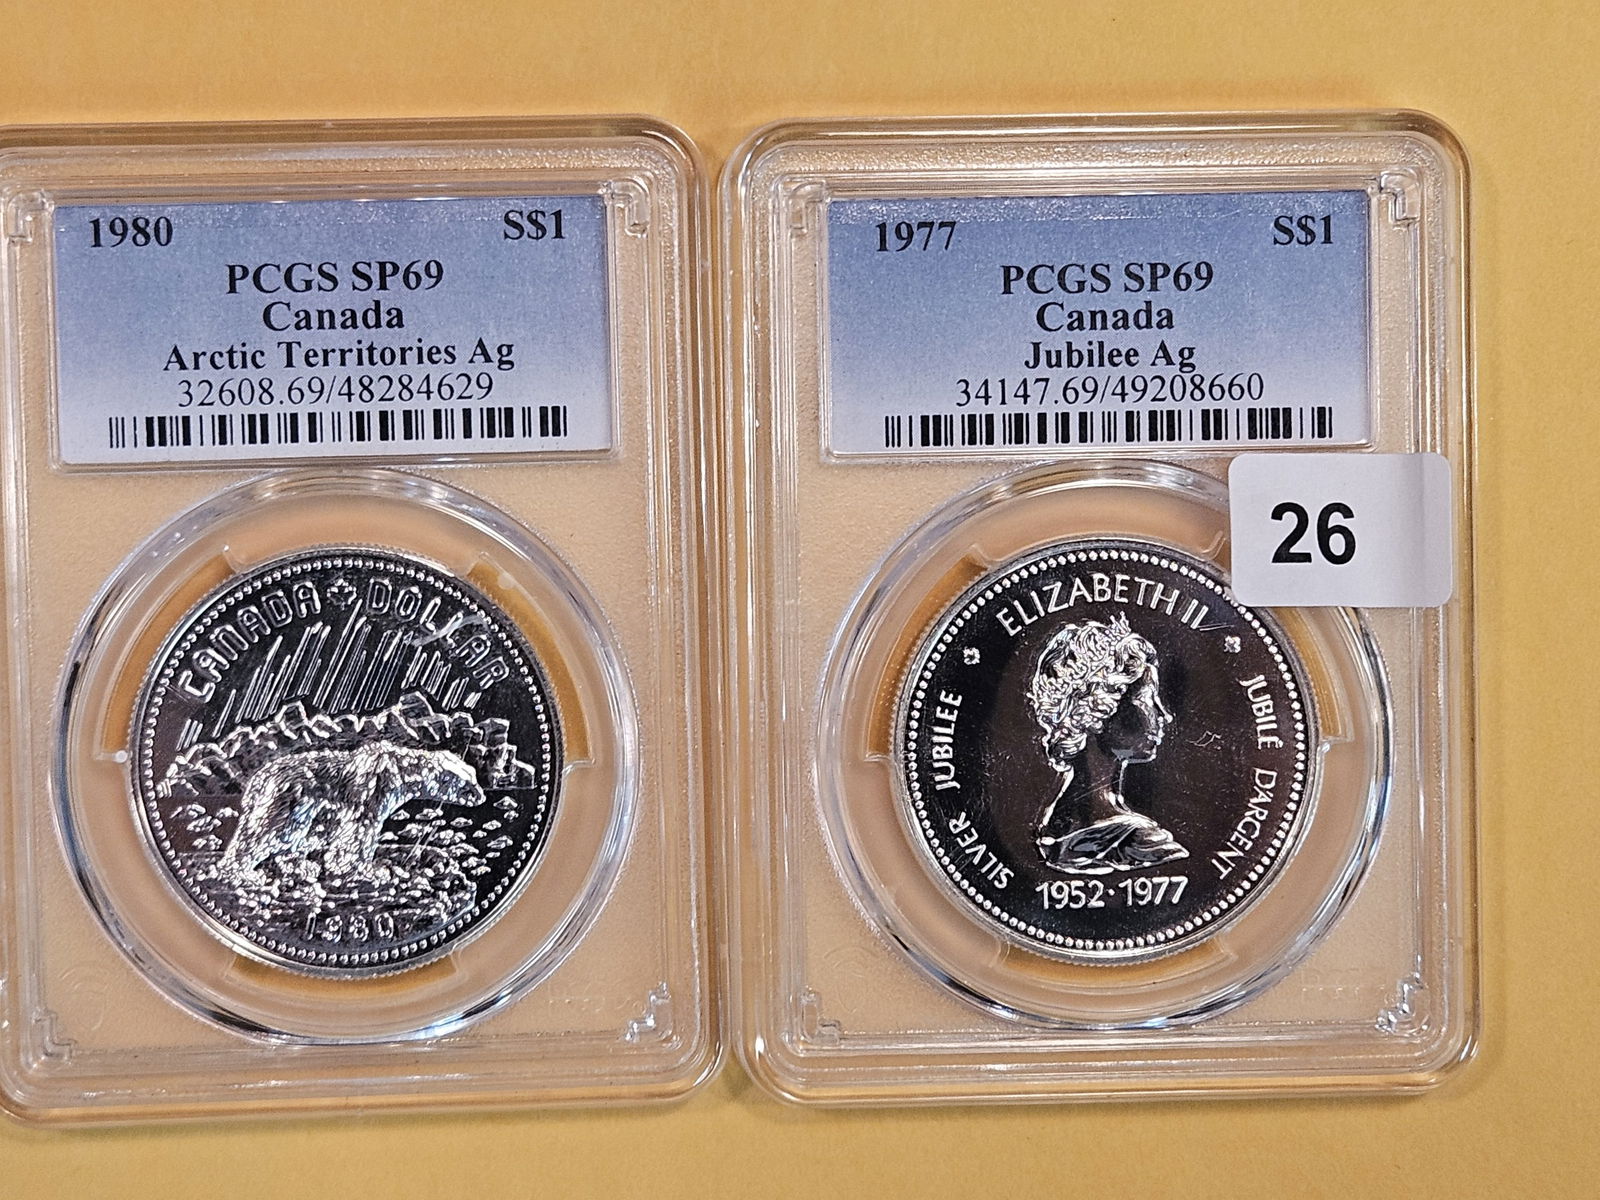 1980 S$1
PCGS SP69
Canada
Arctic Territories Ag
32608.69/48284629
CANADA DOLLAR
1980
1977 S$1
PCGS SP69
Canada
Jubilee Ag
34147.69/49208660
26
ELIZABETH II
SILVER JUBILEE
JUBILÉ D'ARGENT
1952·1977